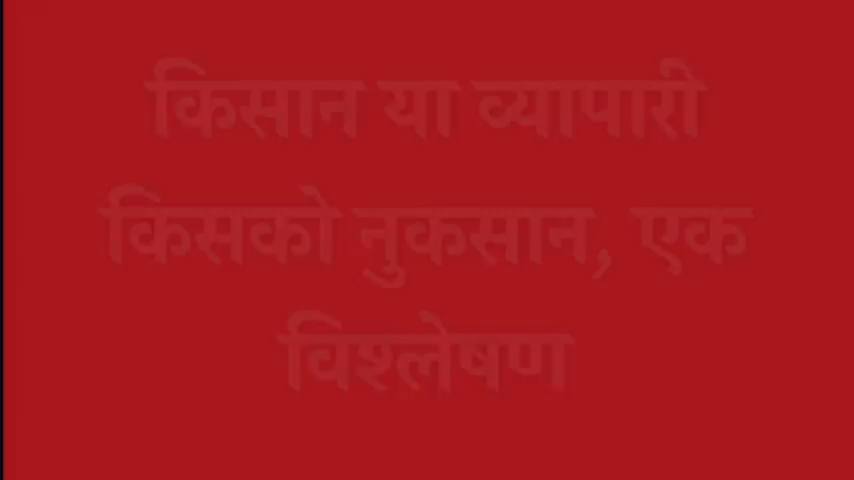 किसान या व्यापारी
किसको नुकसान, एक
विश्लेषण